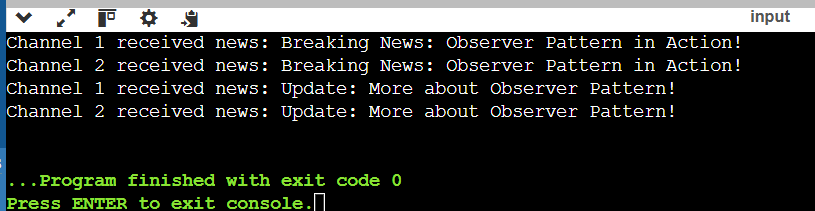 input
Channel 1 received news: Breaking News: Observer Pattern in Action!
Channel 2 received news: Breaking News: Observer Pattern in Action!
Channel 1 received news: Update: More about Observer Pattern!
Channel 2 received news: Update: More about Observer Pattern!
...Program finished with exit code 0
Press ENTER to exit console.